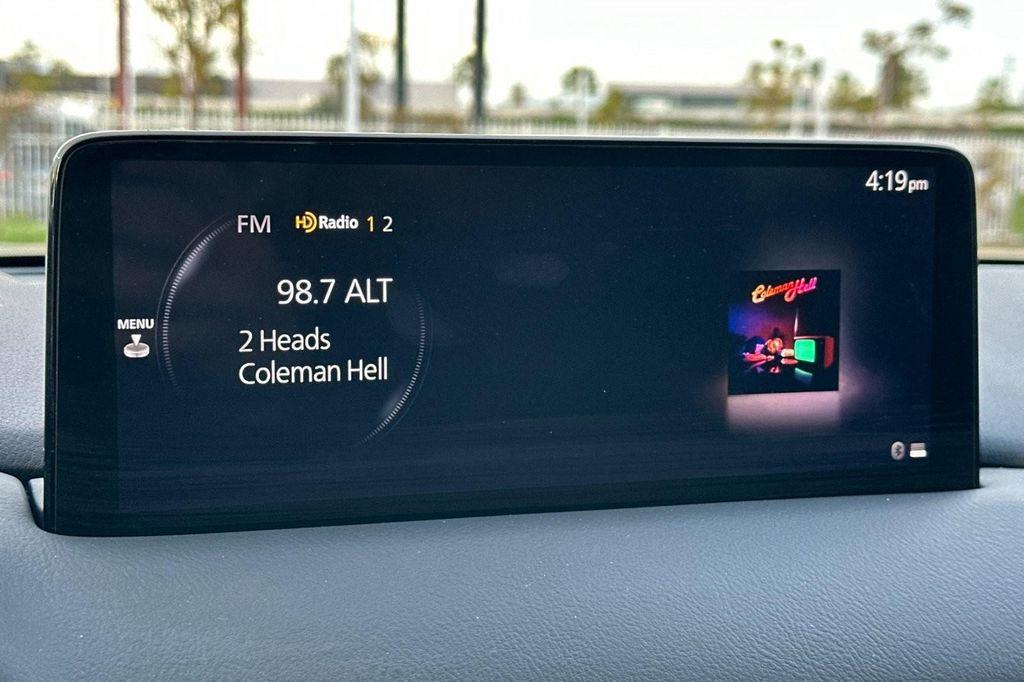 4:19pm
FM HD Radio 1 2
98.7 ALT
MENU
2 Heads
Coleman Hell
Coleman Hell